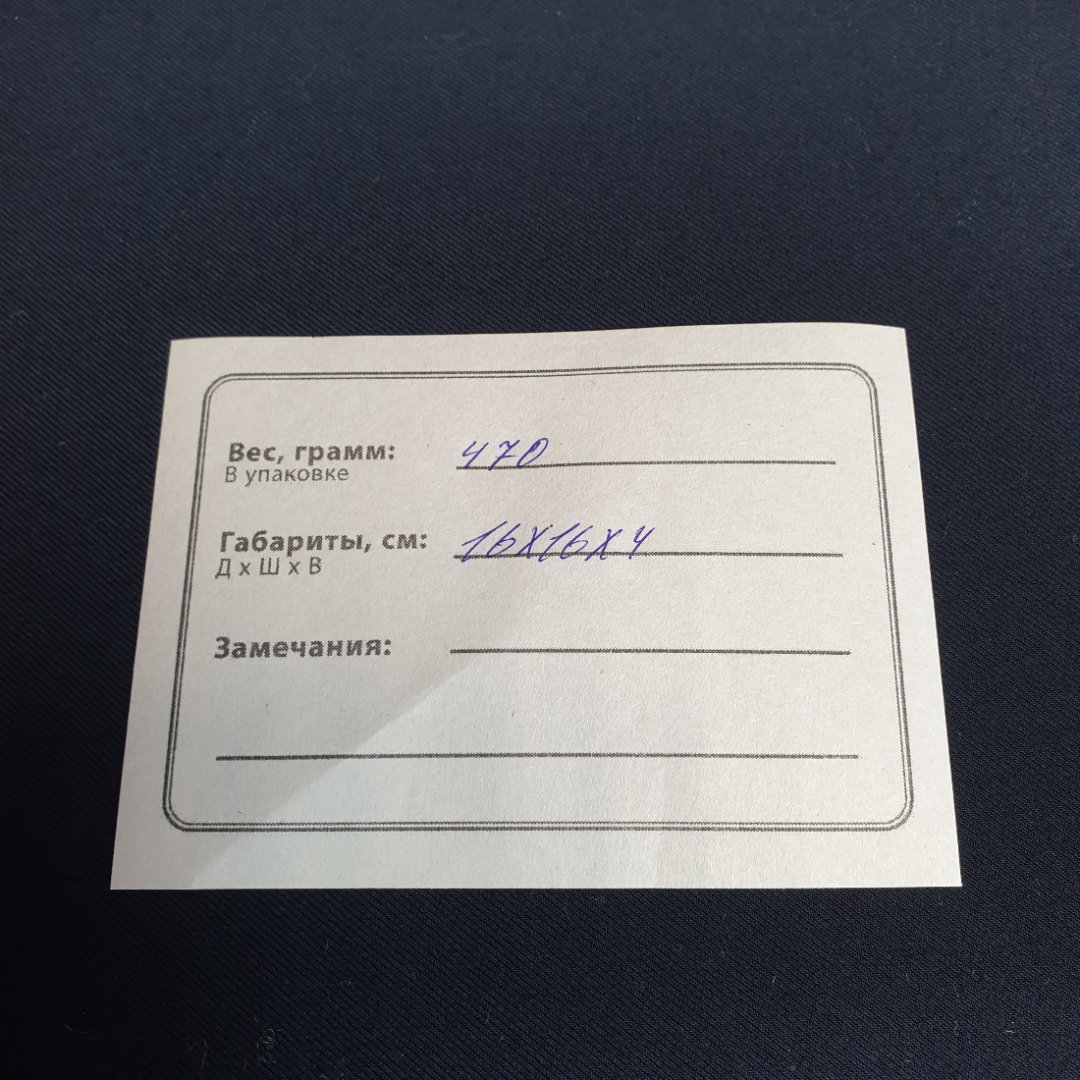 Вес, грамм: 470
В упаковке
Габариты, см: 16х16х4
Д х Ш х В
Замечания: